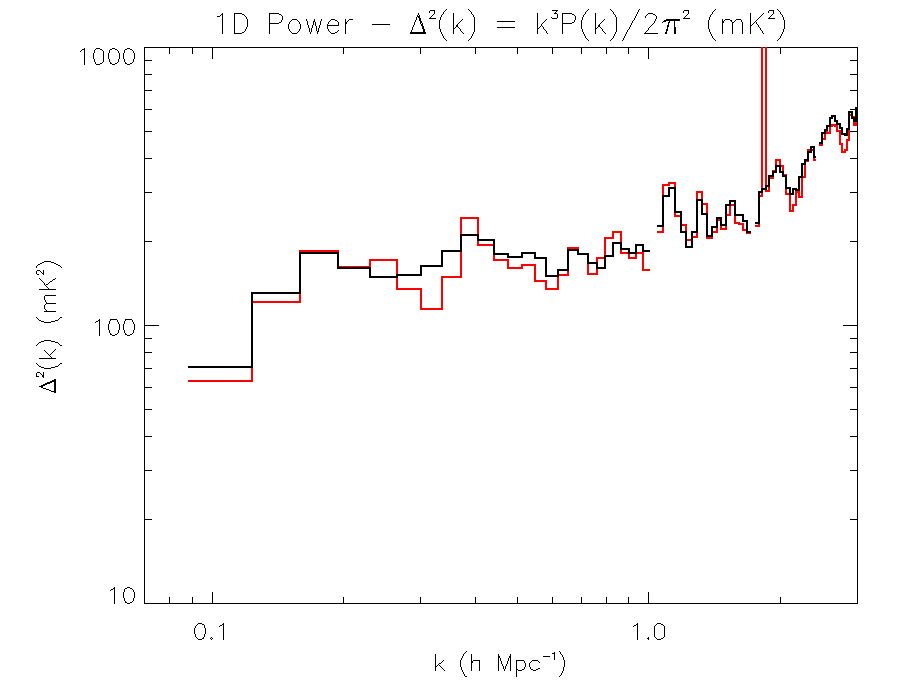 1D Power − Δ²(k) = k³P(k)/2π² (mK²)
1000
100
10
Δ²(k) (mK²)
0.1 1.0
k (h Mpc⁻¹)